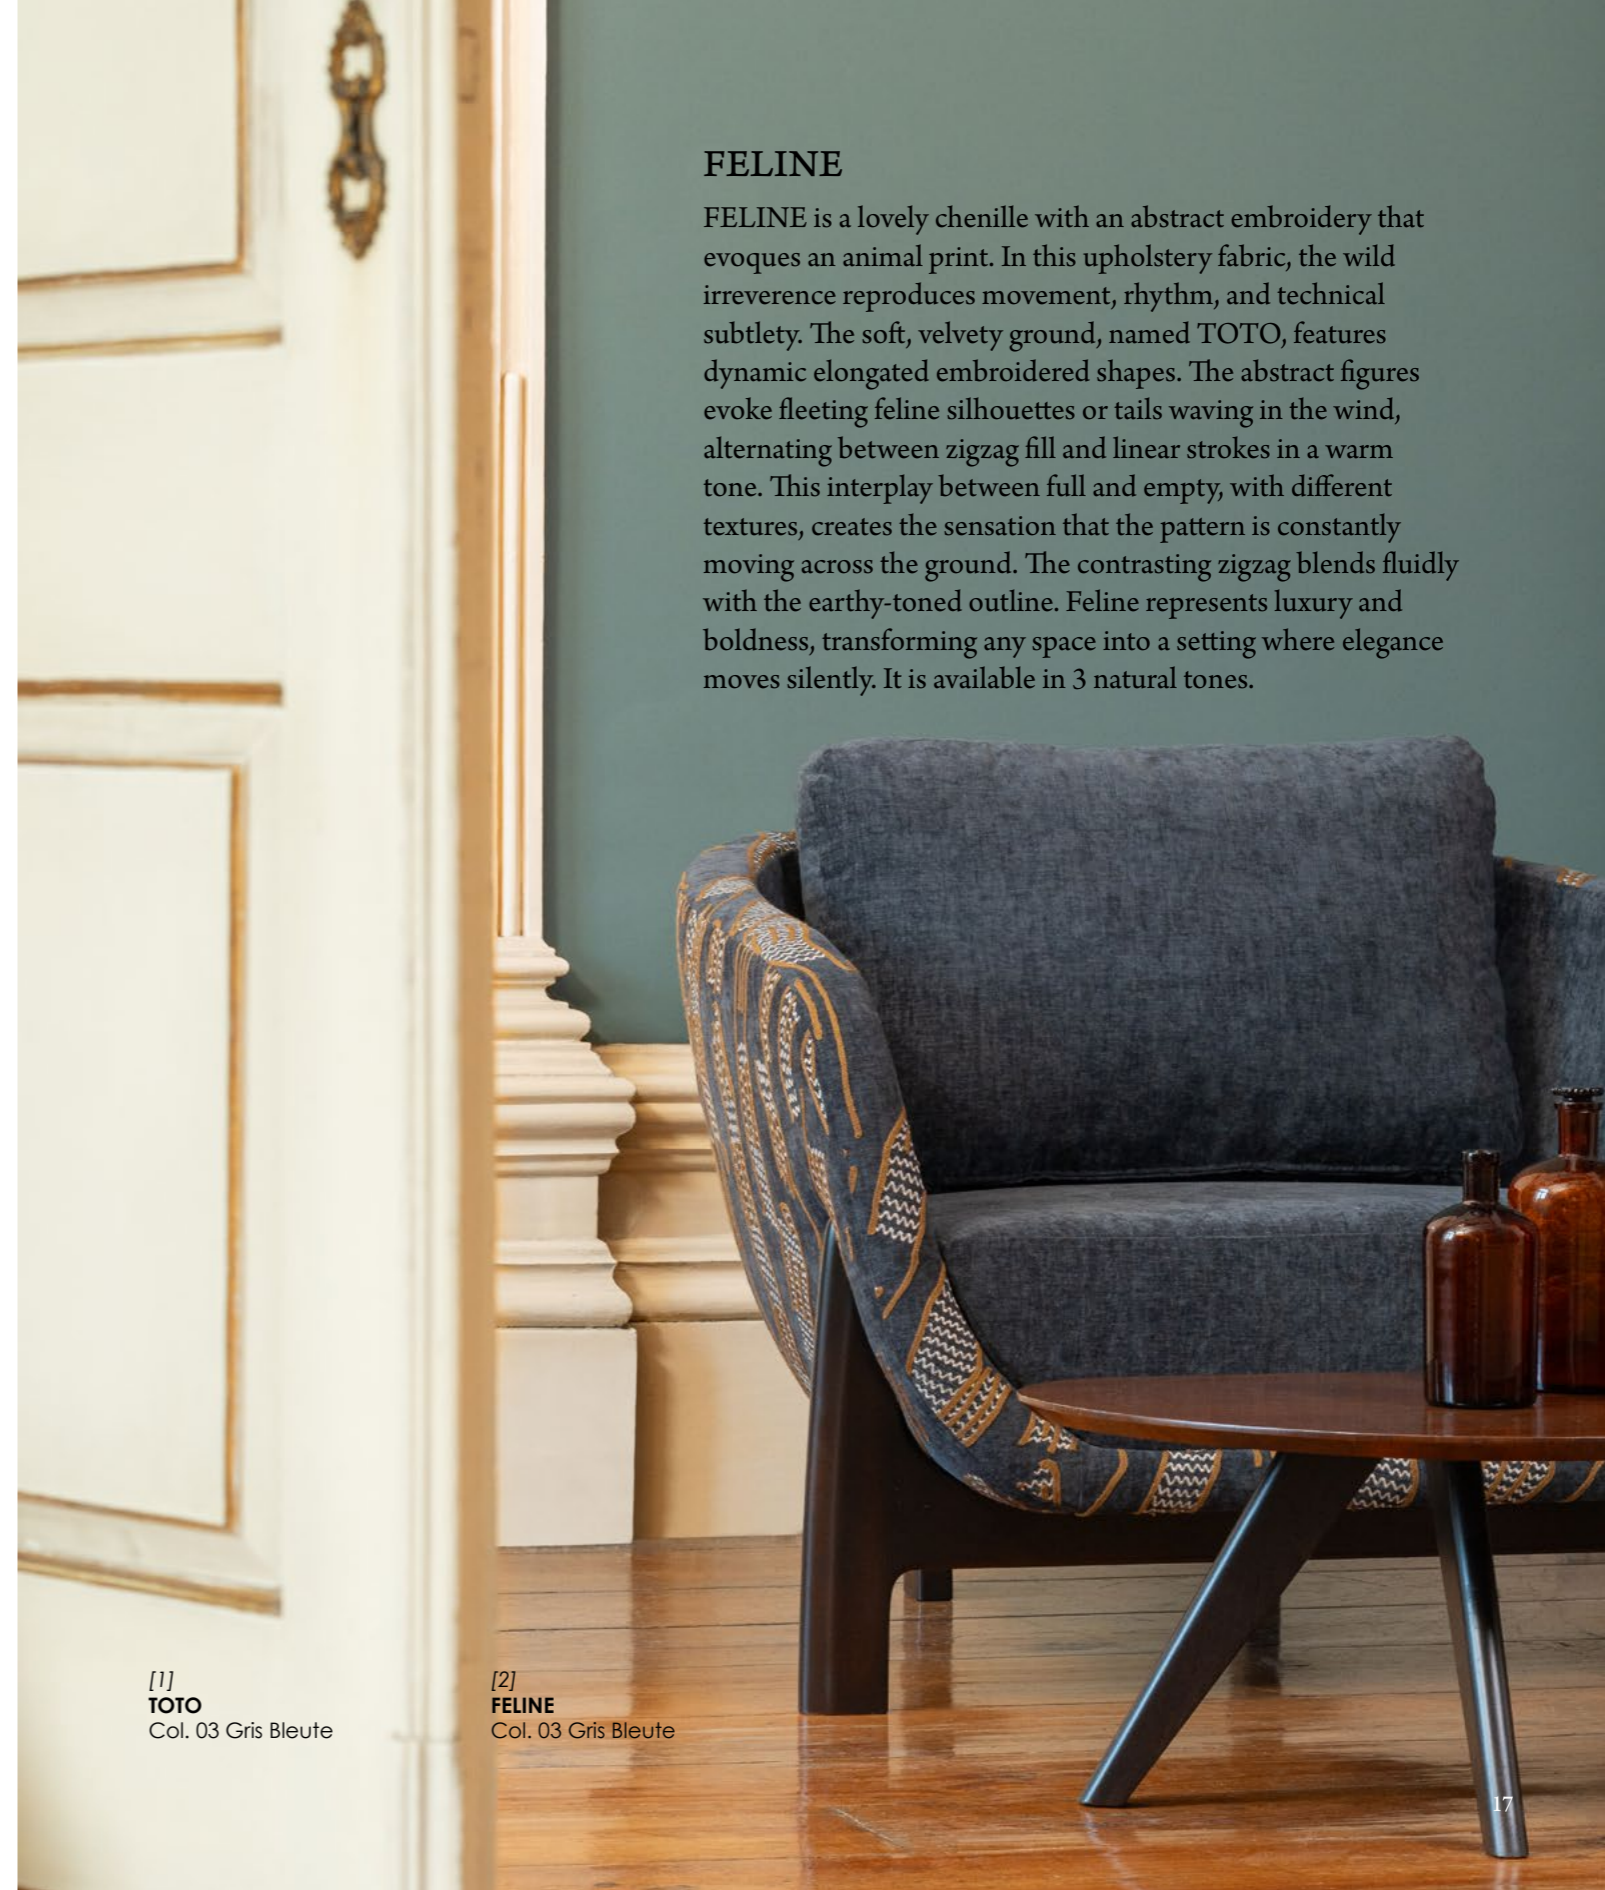 FELINE
FELINE is a lovely chenille with an abstract embroidery that
evoques an animal print. In this upholstery fabric, the wild
irreverence reproduces movement, rhythm, and technical
subtlety. The soft, velvety ground, named TOTO, features
dynamic elongated embroidered shapes. The abstract figures
evoke fleeting feline silhouettes or tails waving in the wind,
alternating between zigzag fill and linear strokes in a warm
tone. This interplay between full and empty, with different
textures, creates the sensation that the pattern is constantly
moving across the ground. The contrasting zigzag blends fluidly
with the earthy-toned outline. Feline represents luxury and
boldness, transforming any space into a setting where elegance
moves silently. It is available in 3 natural tones.
[1]
TOTO
Col. 03 Gris Bleute
[2]
FELINE
Col. 03 Gris Bleute
17